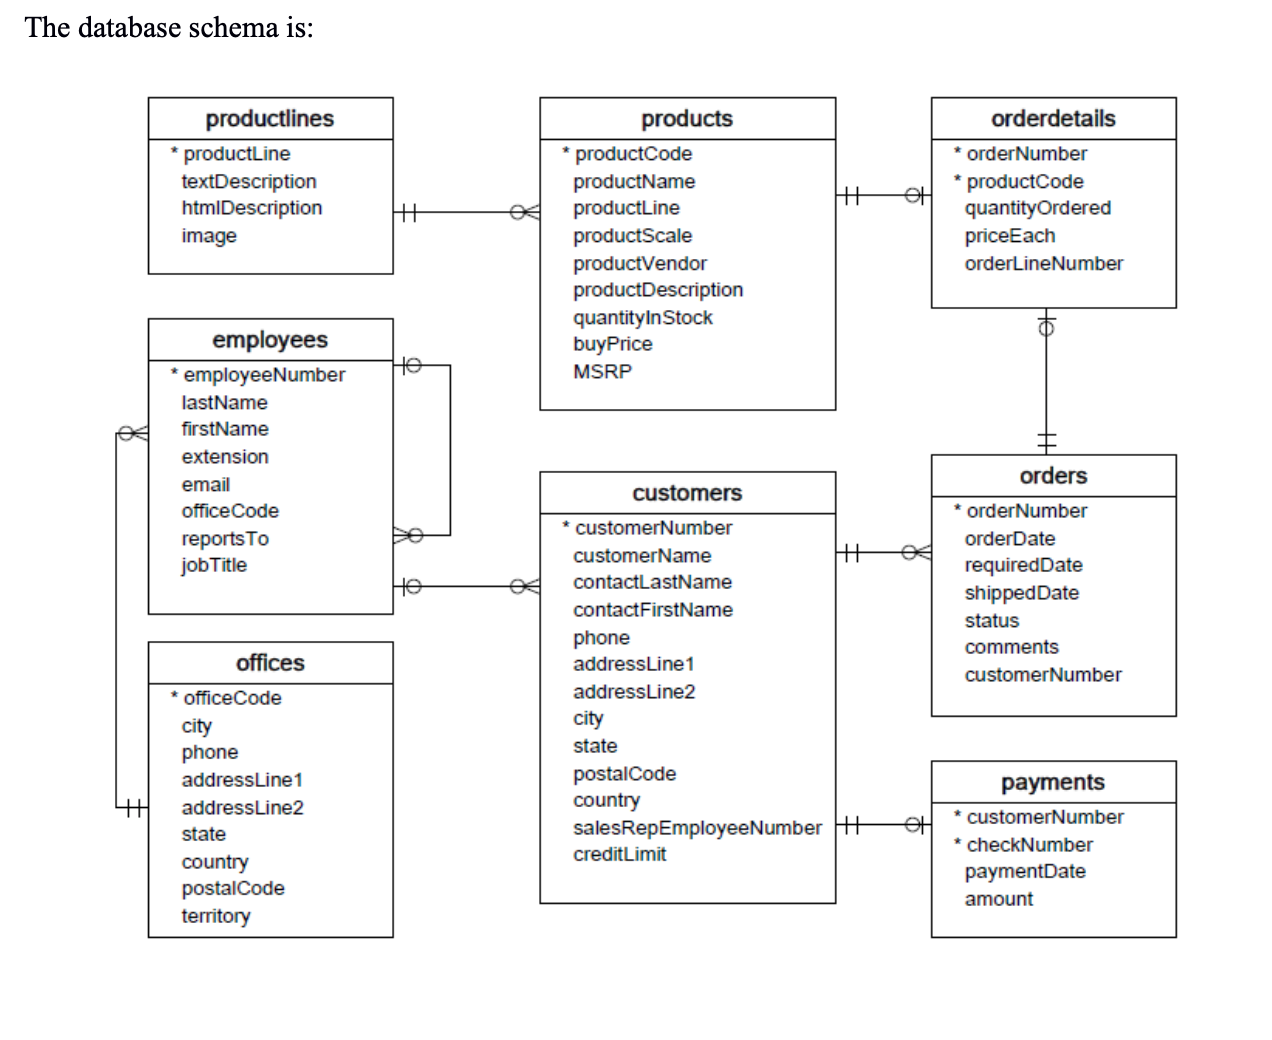 The database schema is:
productlines
* productLine
textDescription
htmlDescription
image
products
* productCode
productName
productLine
productScale
productVendor
productDescription
quantityInStock
buyPrice
MSRP
orderdetails
* orderNumber
* productCode
quantityOrdered
priceEach
orderLineNumber
employees
* employeeNumber
lastName
firstName
extension
email
officeCode
reportsTo
jobTitle
customers
* customerNumber
customerName
contactLastName
contactFirstName
phone
addressLine1
addressLine2
city
state
postalCode
country
salesRepEmployeeNumber
creditLimit
orders
* orderNumber
orderDate
requiredDate
shippedDate
status
comments
customerNumber
offices
* officeCode
city
phone
addressLine1
addressLine2
state
country
postalCode
territory
payments
* customerNumber
* checkNumber
paymentDate
amount